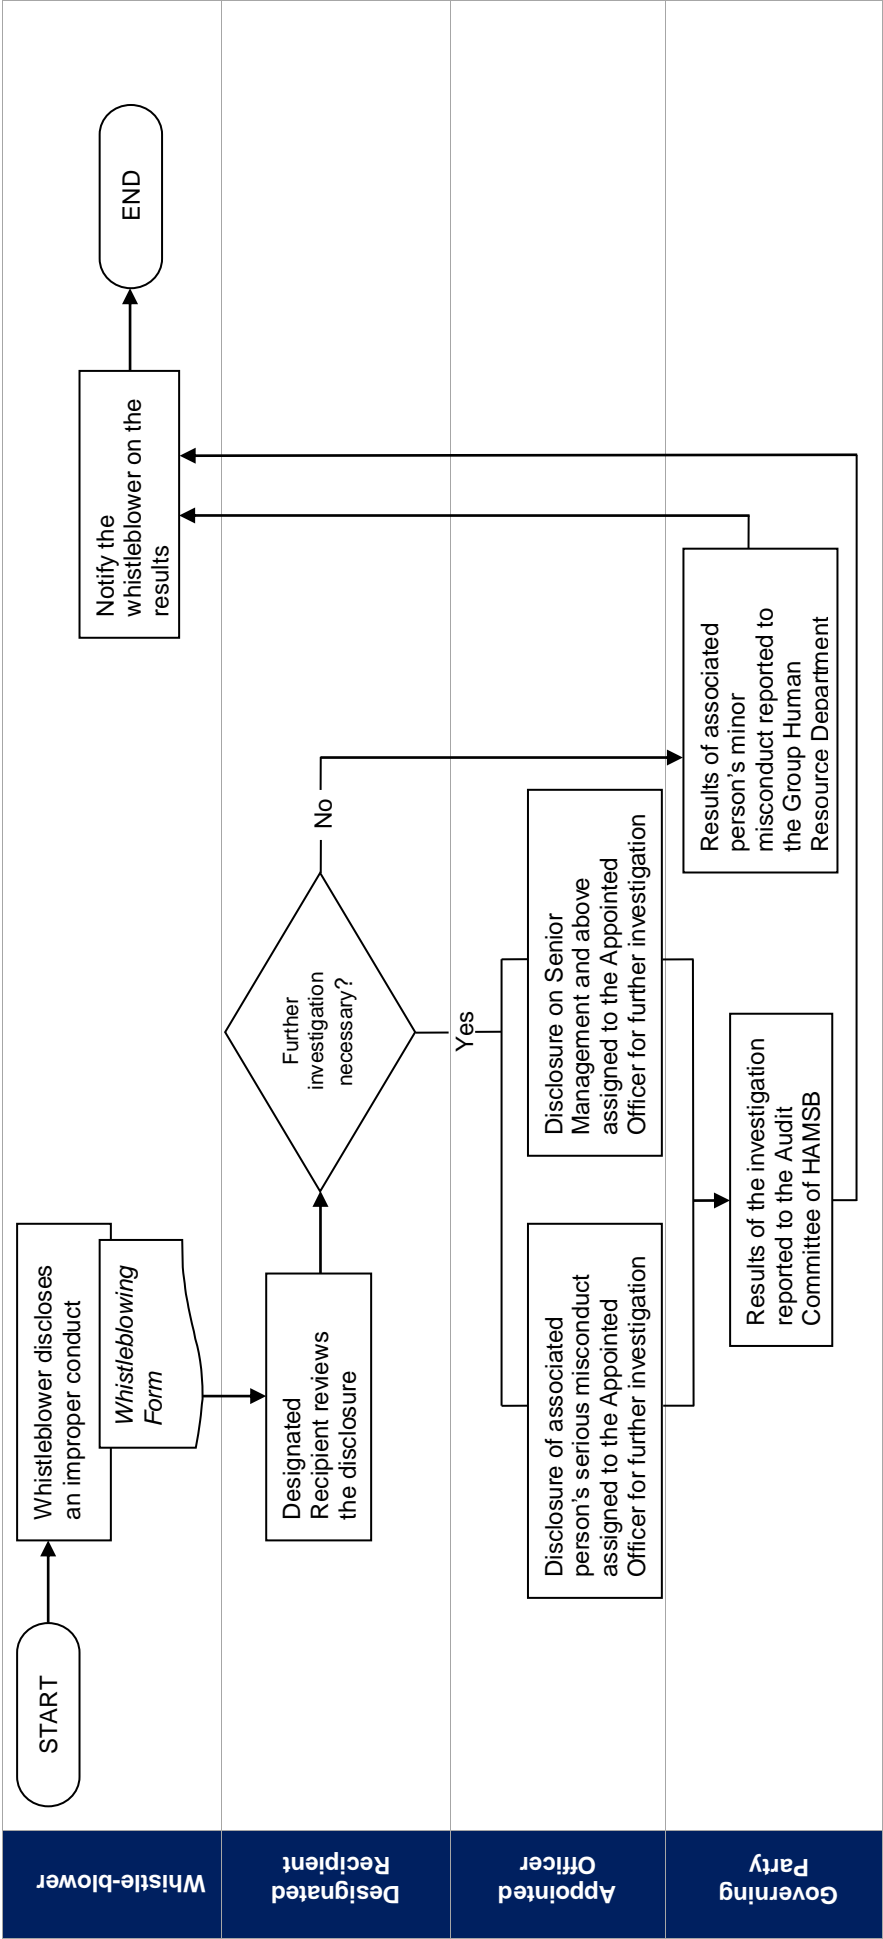 Whistle-blower
START
Whistleblower discloses
an improper conduct
Whistleblowing
Form
Notify the
whistleblower on the
results
END
Designated
Recipient
Designated
Recipient reviews
the disclosure
Further
investigation
necessary?
No
Yes
Appointed
Officer
Disclosure of associated
person's serious misconduct
assigned to the Appointed
Officer for further investigation
Disclosure on Senior
Management and above
assigned to the Appointed
Officer for further investigation
Governing
Party
Results of the investigation
reported to the Audit
Committee of HAMSB
Results of associated
person's minor
misconduct reported to
the Group Human
Resource Department